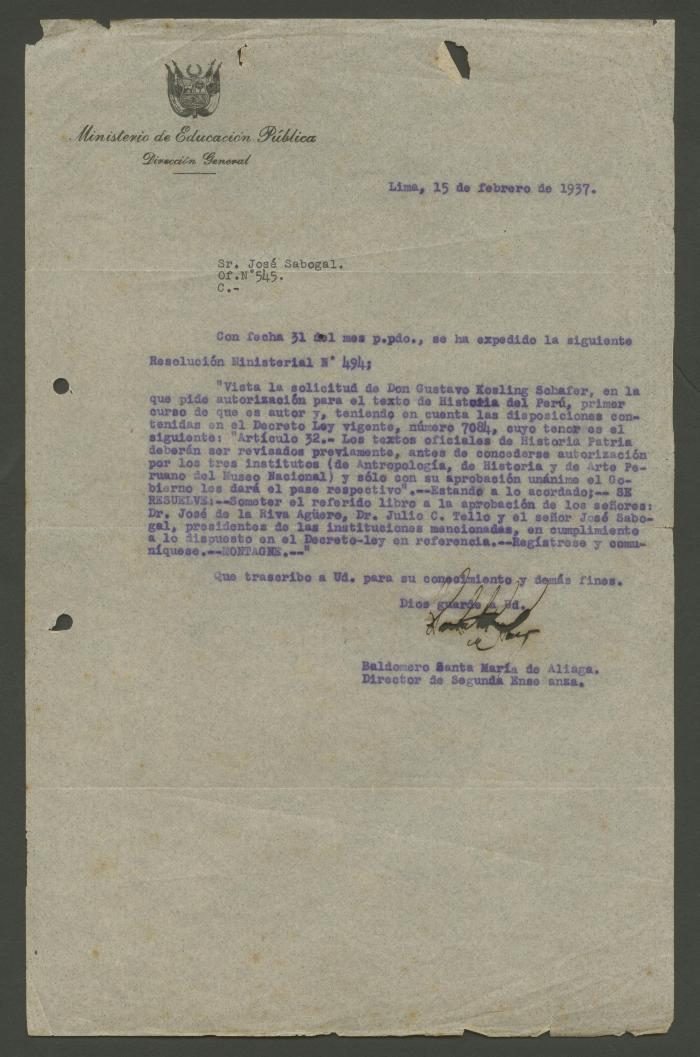 Ministerio de Educación Pública
Dirección General
Lima, 15 de febrero de 1937.
Sr. José Sabogal.
Of.N°545.
C.-
Con fecha 31 del mes p.pdo., se ha expedido la siguiente
Resolución Ministerial N° 494;
"Vista la solicitud de Don Gustavo Kosling Schafer, en la
que pide autorización para el texto de Historia del Perú, primer
curso de que es autor y, teniendo en cuenta las disposiciones con-
tenidas en el Decreto Ley vigente, número 7084, cuyo tenor es el
siguiente: "Artículo 32.- Los textos oficiales de Historia Patria
deberán ser revisados previamente, antes de concederse autorización
por los tres institutos (de Antropología, de Historia y de Arte Pe-
ruano del Museo Nacional) y sólo con su aprobación unánime el Go-
bierno les dará el pase respectivo".--Estando a lo acordado;-- SE
RESUELVE:--Someter el referido libro a la aprobación de los señores:
Dr. José de la Riva Agüero, Dr. Julio C. Tello y el señor José Sabo-
gal, presidentes de las instituciones mencionadas, en cumplimiento
a lo dispuesto en el Decreto-ley en referencia.--Regístrese y comu-
níquese.--MONTAGNE.--"
Que trascribo a Ud. para su conocimiento y demás fines.
Dios guarde a Ud.
Baldomero Santa María de Aliaga.
Director de Segunda Ense anza.